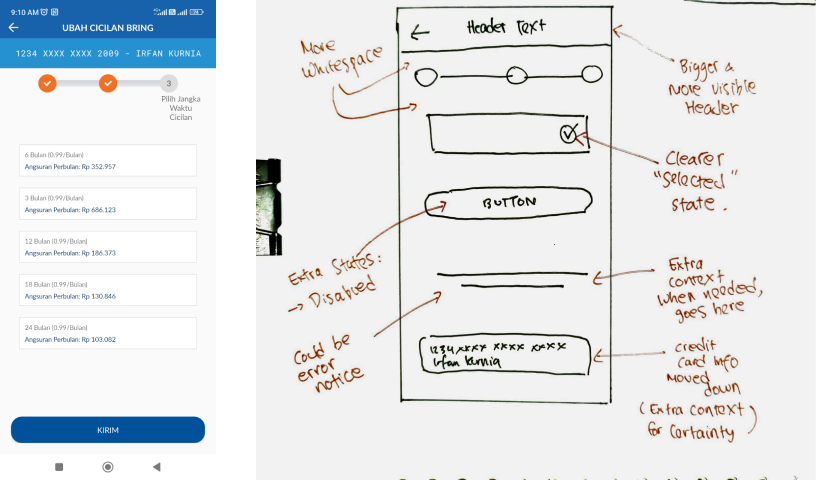 9:10 AM
UBAH CICILAN BRING
1234 XXXX XXXX 2009 - IRFAN KURNIA
3
Pilih Jangka
Waktu
Cicilan
6 Bulan (0.99/Bulan)
Angsuran Perbulan: Rp 352.957
3 Bulan (0.99/Bulan)
Angsuran Perbulan: Rp 686.123
12 Bulan (0.99/Bulan)
Angsuran Perbulan: Rp 186.373
18 Bulan (0.99/Bulan)
Angsuran Perbulan: Rp 130.846
24 Bulan (0.99/Bulan)
Angsuran Perbulan: Rp 103.082
KIRIM
Header Text
More
Whitespace
Bigger &
more visible
Header
Clearer
"Selected"
state.
BUTTON
Extra States:
→ Disabled
Extra
context
when needed,
goes here
Could be
error
notice
1234 xxxx xxxx xxxx
Irfan Kurnia
credit
card info
moved
down
(Extra context)
for certainty